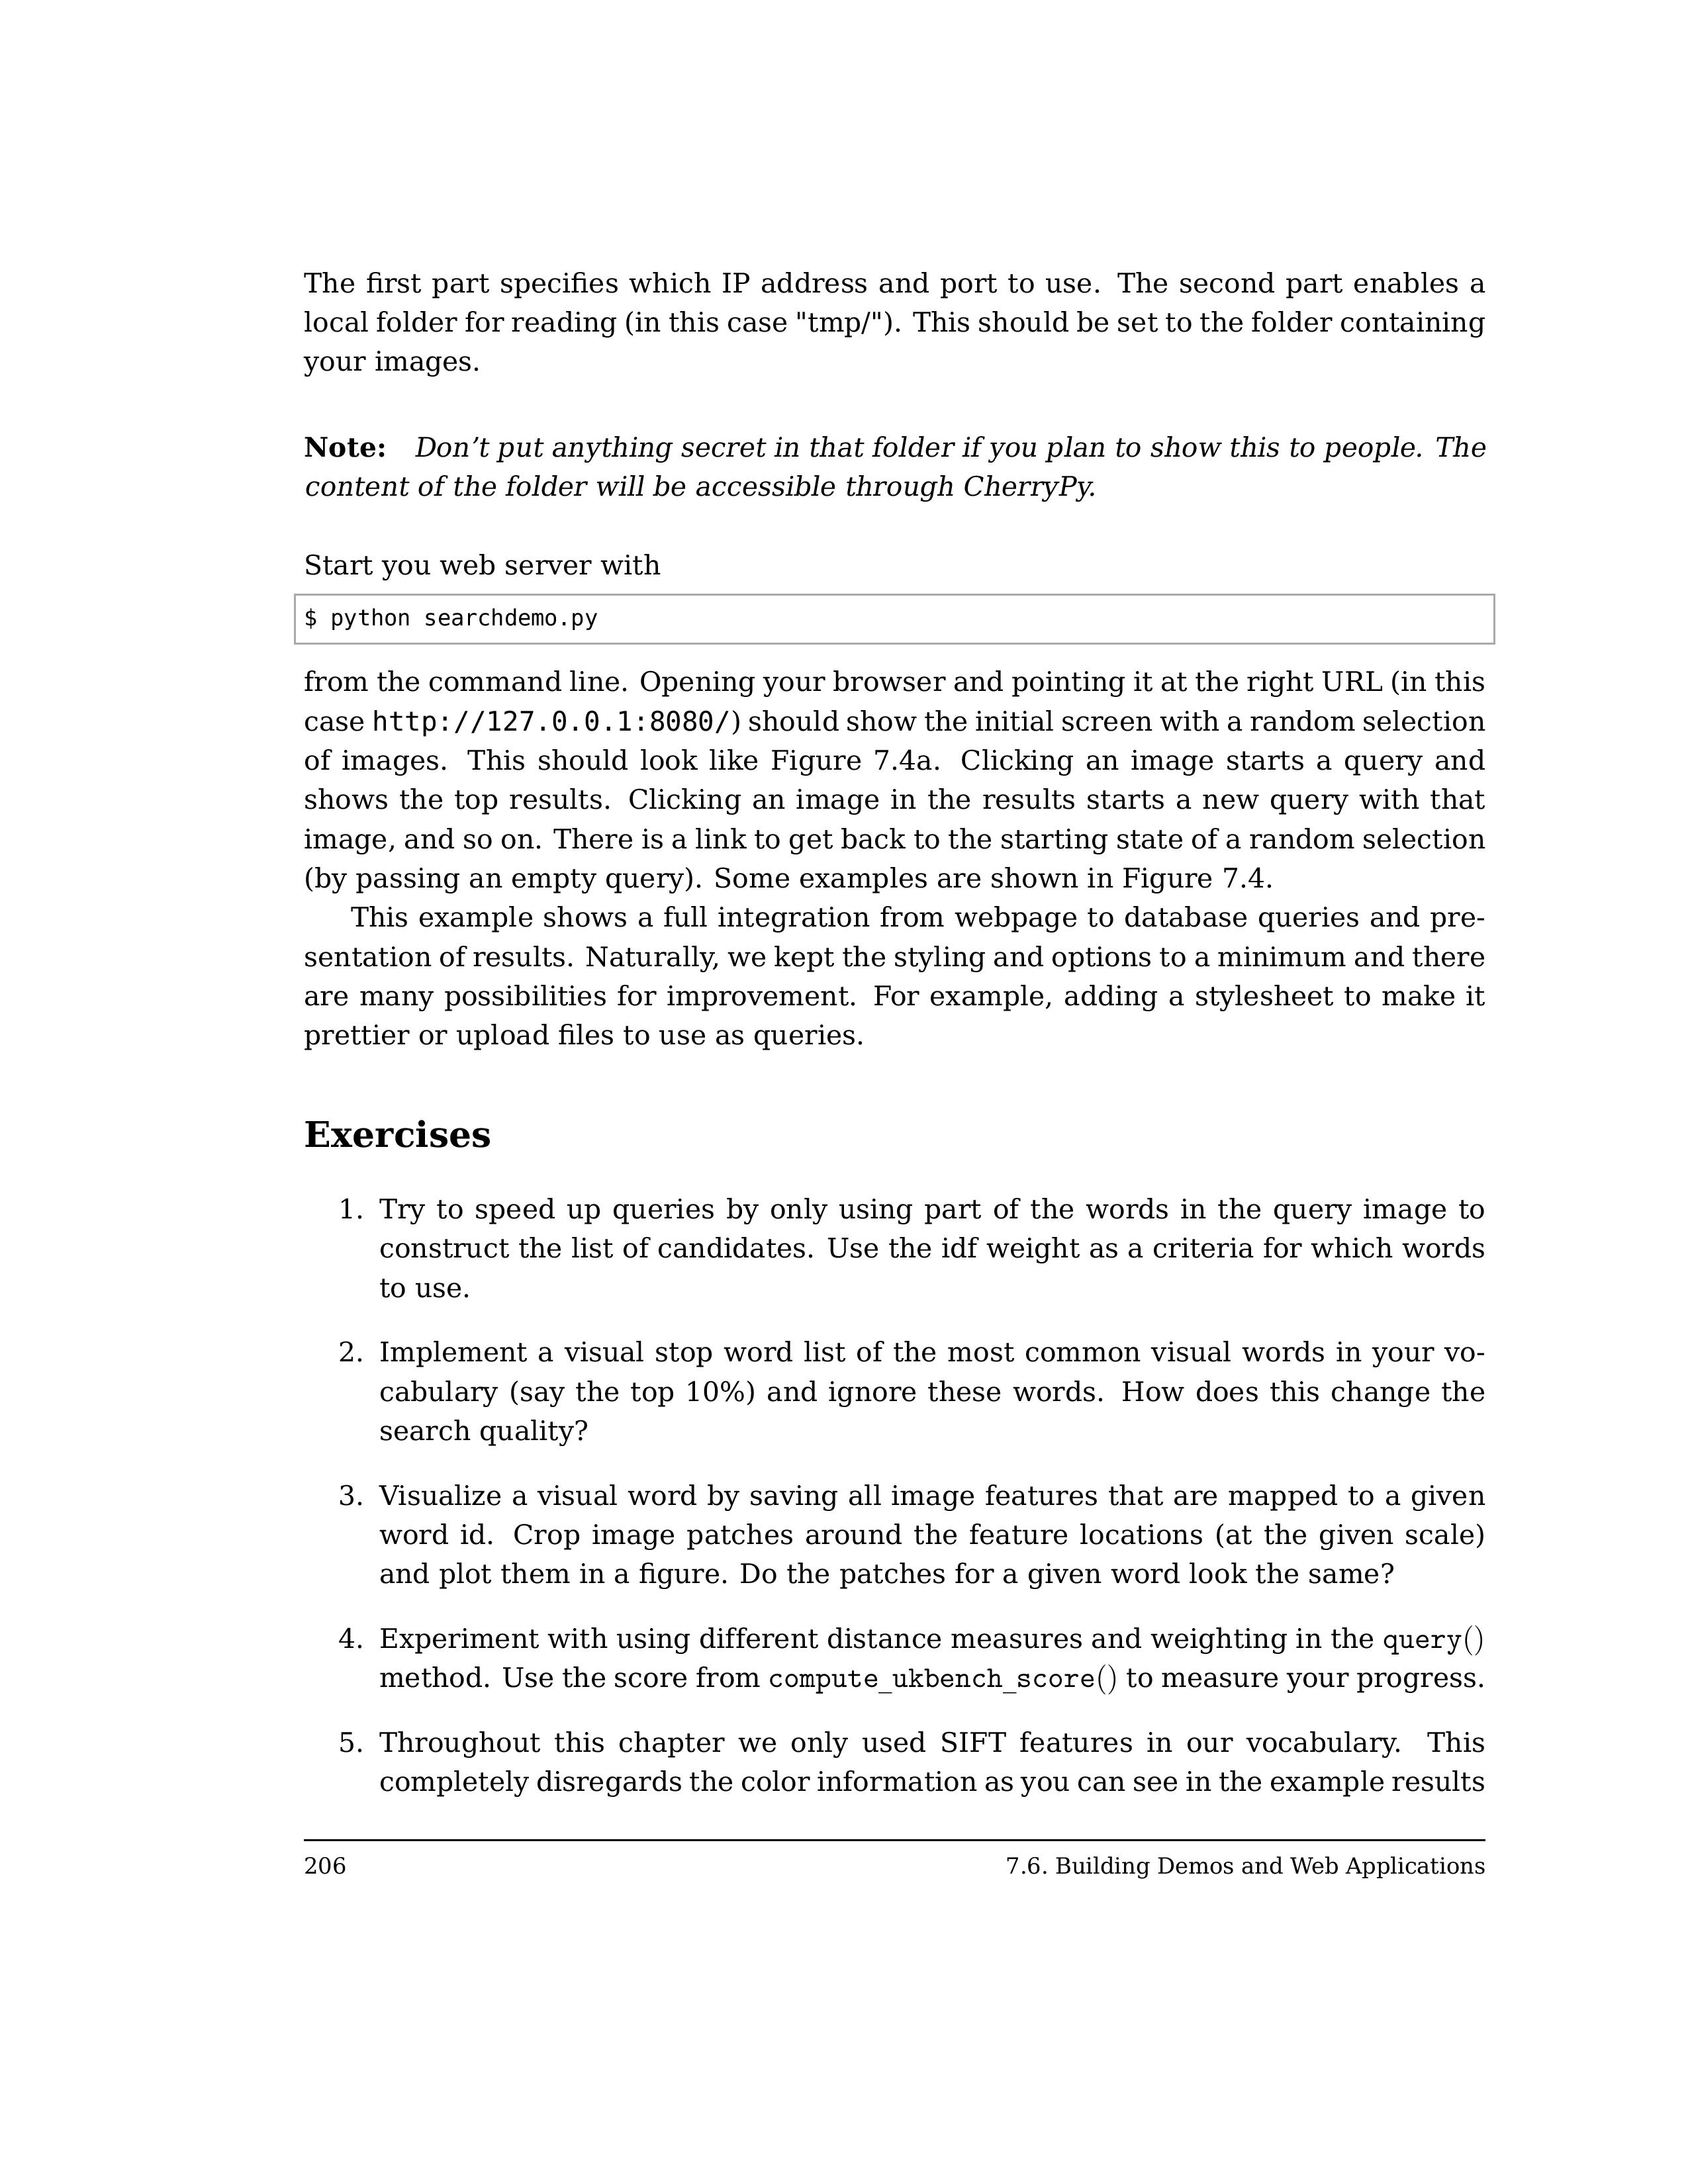 The first part specifies which IP address and port to use. The second part enables a
local folder for reading (in this case "tmp/"). This should be set to the folder containing
your images.
Note: Don’t put anything secret in that folder if you plan to show this to people. The
content of the folder will be accessible through CherryPy.
Start you web server with
$ python searchdemo.py
from the command line. Opening your browser and pointing it at the right URL (in this
case http://127.0.0.1:8080/) should show the initial screen with a random selection
of images. This should look like Figure 7.4a. Clicking an image starts a query and
shows the top results. Clicking an image in the results starts a new query with that
image, and so on. There is a link to get back to the starting state of a random selection
(by passing an empty query). Some examples are shown in Figure 7.4.
This example shows a full integration from webpage to database queries and pre-
sentation of results. Naturally, we kept the styling and options to a minimum and there
are many possibilities for improvement. For example, adding a stylesheet to make it
prettier or upload files to use as queries.
Exercises
1. Try to speed up queries by only using part of the words in the query image to
construct the list of candidates. Use the idf weight as a criteria for which words
to use.
2. Implement a visual stop word list of the most common visual words in your vo-
cabulary (say the top 10%) and ignore these words. How does this change the
search quality?
3. Visualize a visual word by saving all image features that are mapped to a given
word id. Crop image patches around the feature locations (at the given scale)
and plot them in a figure. Do the patches for a given word look the same?
4. Experiment with using different distance measures and weighting in the query()
method. Use the score from compute_ukbench_score() to measure your progress.
5. Throughout this chapter we only used SIFT features in our vocabulary. This
completely disregards the color information as you can see in the example results
206 7.6. Building Demos and Web Applications